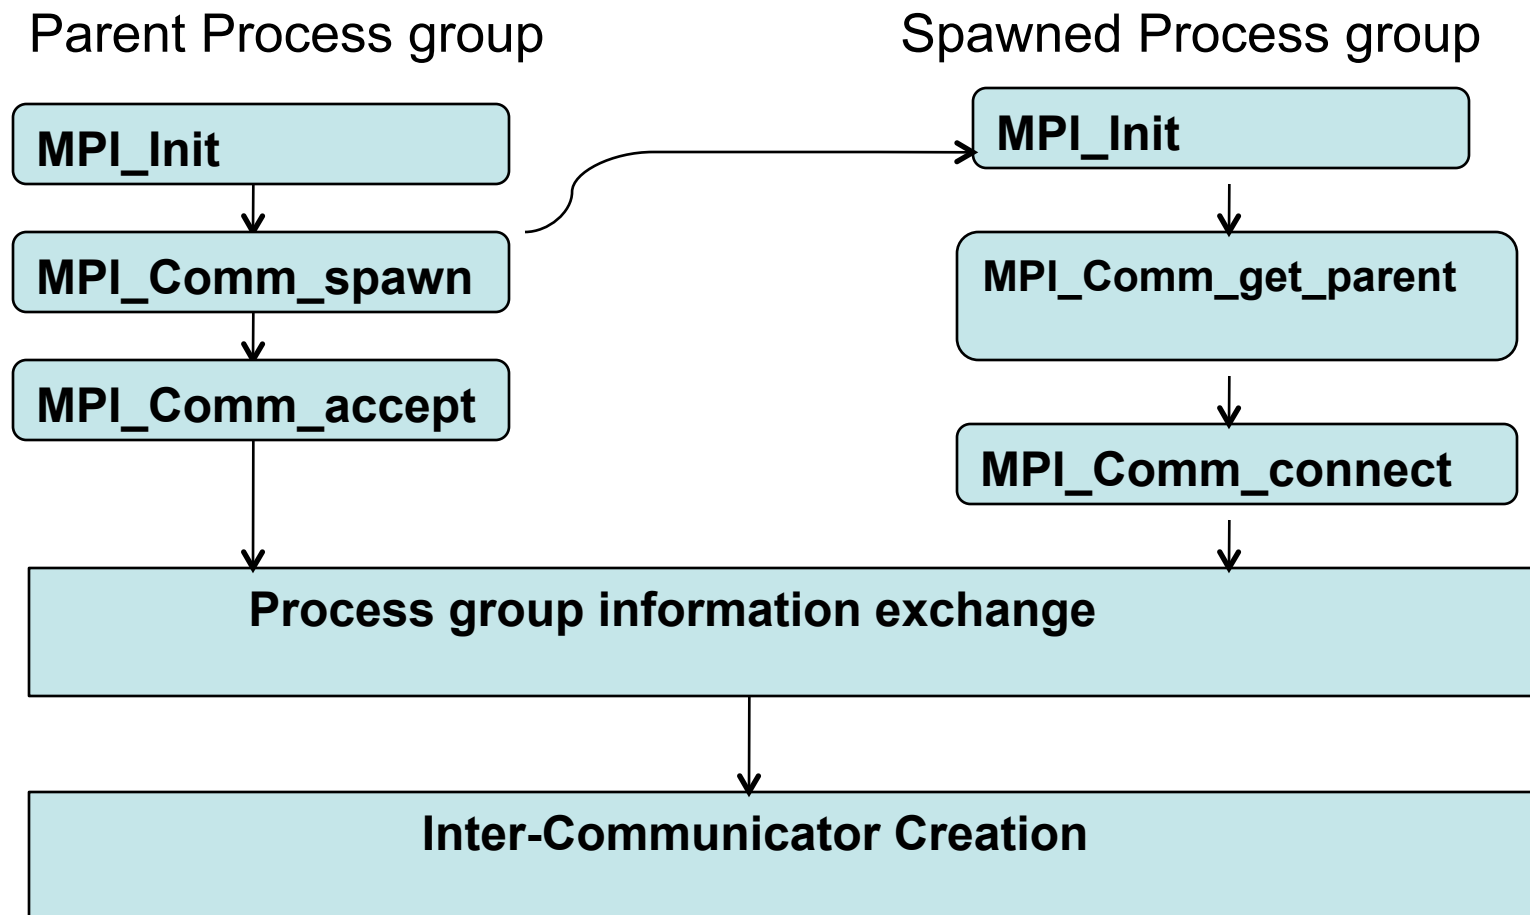 Parent Process group
Spawned Process group
MPI_Init
MPI_Init
MPI_Comm_spawn
MPI_Comm_get_parent
MPI_Comm_accept
MPI_Comm_connect
Process group information exchange
Inter-Communicator Creation